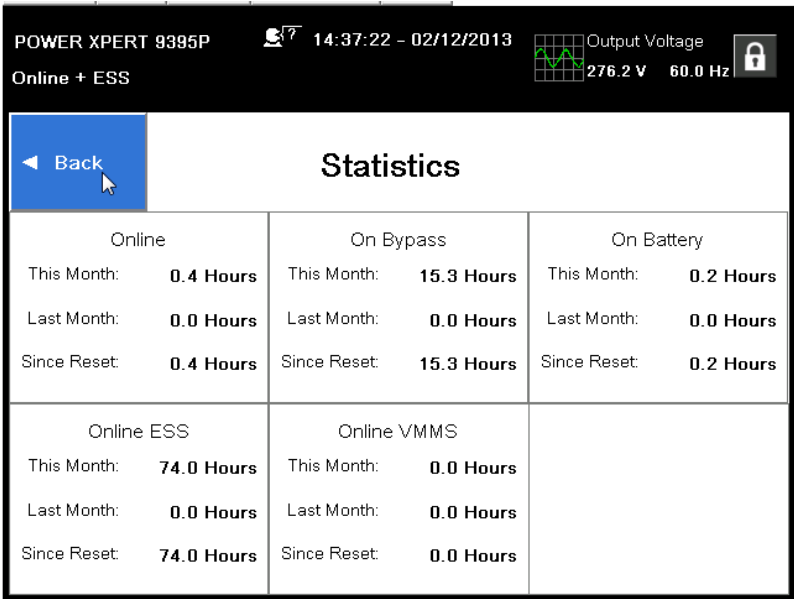 POWER XPERT 9395P
? 14:37:22 - 02/12/2013
Output Voltage
Online + ESS
276.2 V 60.0 Hz
Back
Statistics
Online
This Month: 0.4 Hours
Last Month: 0.0 Hours
Since Reset: 0.4 Hours
On Bypass
This Month: 15.3 Hours
Last Month: 0.0 Hours
Since Reset: 15.3 Hours
On Battery
This Month: 0.2 Hours
Last Month: 0.0 Hours
Since Reset: 0.2 Hours
Online ESS
This Month: 74.0 Hours
Last Month: 0.0 Hours
Since Reset: 74.0 Hours
Online VMMS
This Month: 0.0 Hours
Last Month: 0.0 Hours
Since Reset: 0.0 Hours